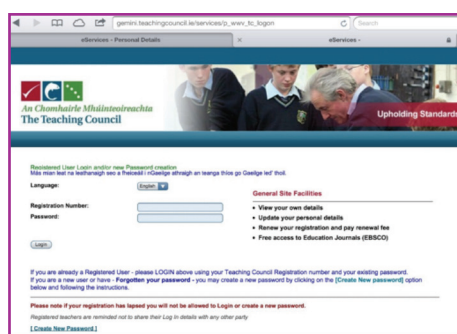 gemini.teachingcouncil.ie/services/p_wwv_tc_logon
Search
eServices - Personal Details
eServices -
An Chomhairle Mhúinteoireachta
The Teaching Council
Upholding Standards
Registered User Login and/or new Password creation
Más mian leat na leathanaigh seo a fheiceáil i nGaeilge athraigh an teanga thíos go Gaeilge led' thoil.
Language:
English
General Site Facilities
Registration Number:
Password:
• View your own details
• Update your personal details
• Renew your registration and pay renewal fee
• Free access to Education Journals (EBSCO)
Login
If you are already a Registered User - please LOGIN above using your Teaching Council Registration number and your existing password.
If you are a new user or have - Forgotten your password - you may create a new password by clicking on the [Create New Password] option
below and following the instructions.
Please note if your registration has lapsed you will not be allowed to Login or create a new password.
Registered teachers are reminded not to share their Log In details with any other party
[ Create New Password ]